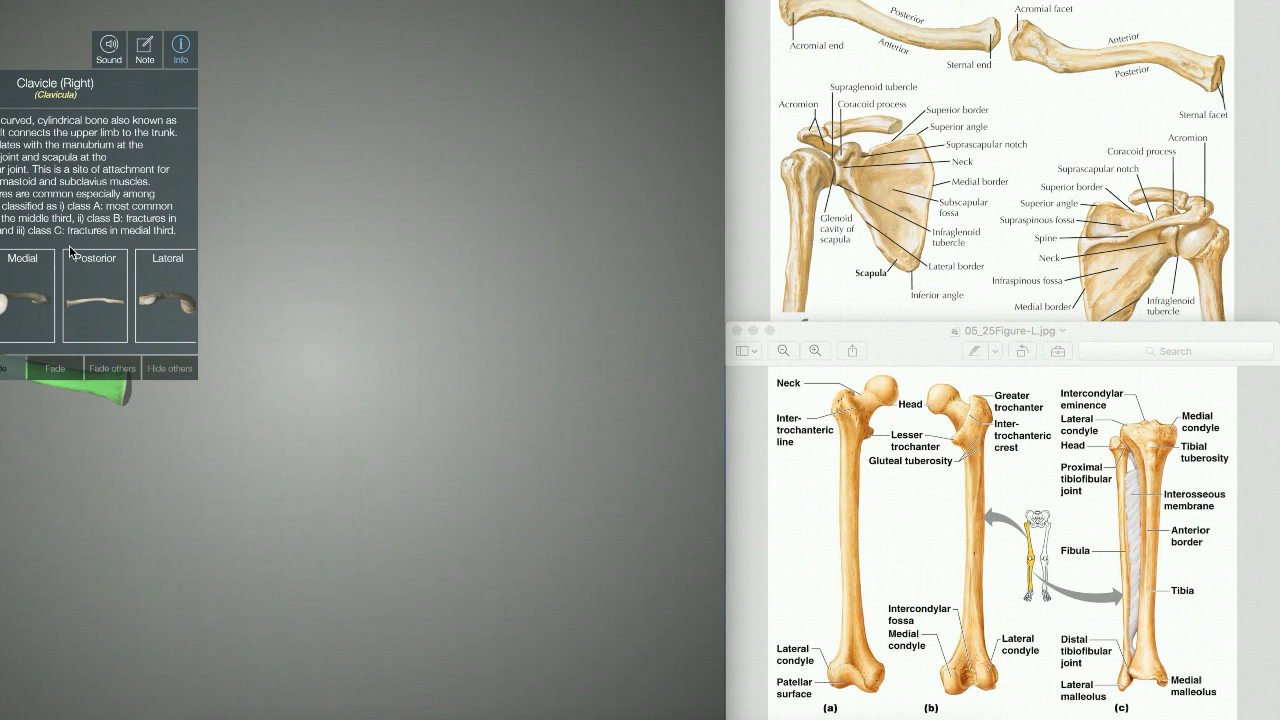 Sound
Note
Info
Clavicle (Right)
(Clavicula)
curved, cylindrical bone also known as
It connects the upper limb to the trunk.
lates with the manubrium at the
joint and scapula at the
ar joint. This is a site of attachment for
mastoid and subclavius muscles.
res are common especially among
classified as i) class A: most common
the middle third, ii) class B: fractures in
and iii) class C: fractures in medial third.
Medial
Posterior
Lateral
de
Fade
Fade others
Hide others
Posterior
Anterior
Acromial end
Sternal end
Acromial facet
Anterior
Posterior
Sternal facet
Supraglenoid tubercle
Acromion
Coracoid process
Superior border
Superior angle
Suprascapular notch
Neck
Medial border
Subscapular
fossa
Glenoid
cavity of
scapula
Infraglenoid
tubercle
Scapula
Lateral border
Inferior angle
Acromion
Coracoid process
Suprascapular notch
Superior border
Superior angle
Supraspinous fossa
Spine
Neck
Infraspinous fossa
Medial border
Infraglenoid
tubercle
05_25Figure-L.jpg
Search
Neck
Inter-
trochanteric
line
Head
Lesser
trochanter
Gluteal tuberosity
Greater
trochanter
Inter-
trochanteric
crest
Intercondylar
fossa
Medial
condyle
Lateral
condyle
Lateral
condyle
Patellar
surface
(a)
(b)
Intercondylar
eminence
Lateral
condyle
Head
Proximal
tibiofibular
joint
Medial
condyle
Tibial
tuberosity
Interosseous
membrane
Anterior
border
Fibula
Tibia
Distal
tibiofibular
joint
Lateral
malleolus
Medial
malleolus
(c)